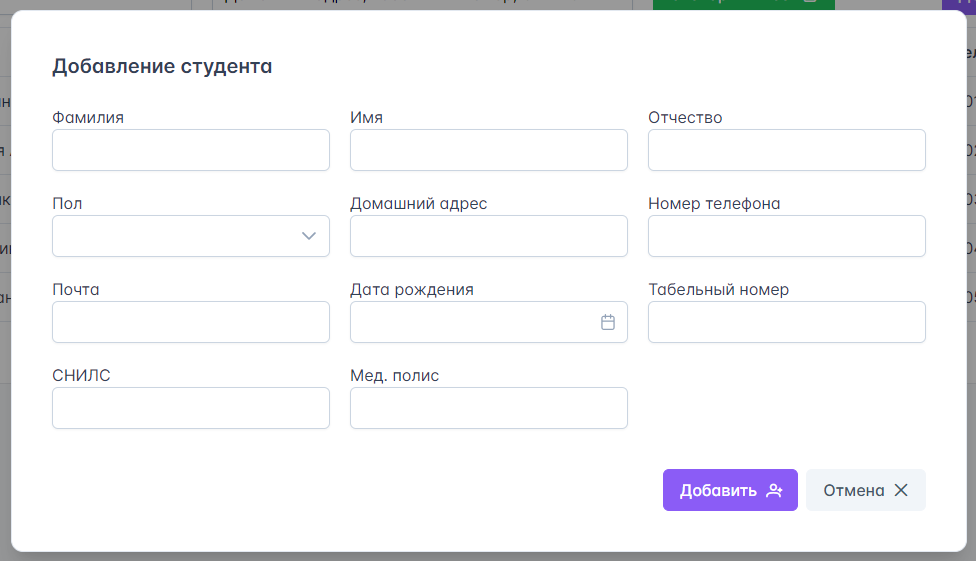 Добавление студента
Фамилия
Имя
Отчество
Пол
Домашний адрес
Номер телефона
Почта
Дата рождения
Табельный номер
СНИЛС
Мед. полис
Добавить
Отмена